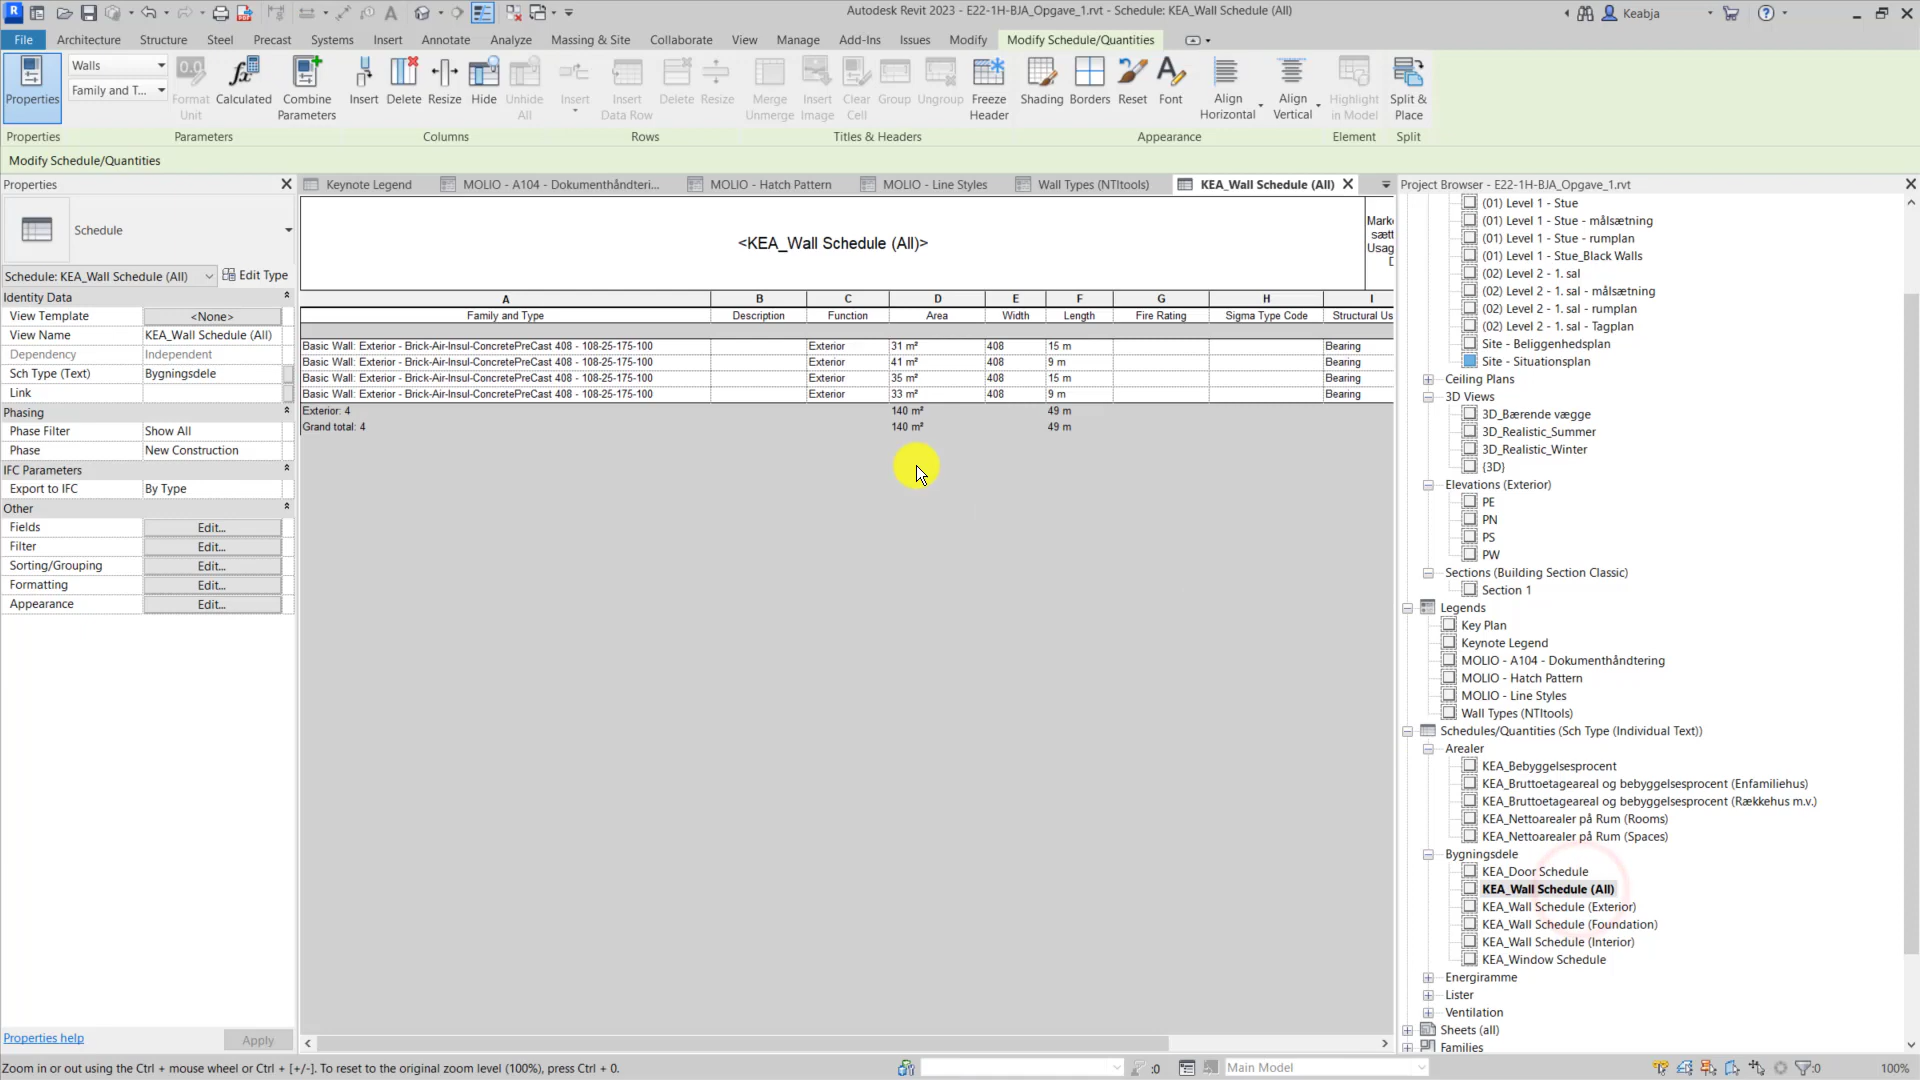 Autodesk Revit 2023 - E22-1H-BJA_Opgave_1.rvt - Schedule: KEA_Wall Schedule (All)
Keabja
File Architecture Structure Steel Precast Systems Insert Annotate Analyze Massing & Site Collaborate View Manage Add-Ins Issues Modify Modify Schedule/Quantities
Walls
Family and T...
Properties
Format Unit
Calculated
Combine Parameters
Insert
Delete
Resize
Hide
Unhide All
Insert
Insert Data Row
Delete
Resize
Merge Unmerge
Insert Image
Clear Cell
Group
Ungroup
Freeze Header
Shading
Borders
Reset
Font
Align Horizontal
Align Vertical
Highlight in Model
Split & Place
Properties Parameters Columns Rows Titles & Headers Appearance Element Split
Modify Schedule/Quantities
Properties
Schedule
Schedule: KEA_Wall Schedule (All) Edit Type
Identity Data
View Template <None>
View Name KEA_Wall Schedule (All)
Dependency Independent
Sch Type (Text) Bygningsdele
Link
Phasing
Phase Filter Show All
Phase New Construction
IFC Parameters
Export to IFC By Type
Other
Fields Edit...
Filter Edit...
Sorting/Grouping Edit...
Formatting Edit...
Appearance Edit...
Properties help Apply
Keynote Legend MOLIO - A104 - Dokumenthåndteri... MOLIO - Hatch Pattern MOLIO - Line Styles Wall Types (NTItools) KEA_Wall Schedule (All)
<KEA_Wall Schedule (All)>
sætt
Usag
A B C D E F G H I
Family and Type Description Function Area Width Length Fire Rating Sigma Type Code Structural Us
Basic Wall: Exterior - Brick-Air-Insul-ConcretePreCast 408 - 108-25-175-100 Exterior 31 m² 408 15 m Bearing
Basic Wall: Exterior - Brick-Air-Insul-ConcretePreCast 408 - 108-25-175-100 Exterior 41 m² 408 9 m Bearing
Basic Wall: Exterior - Brick-Air-Insul-ConcretePreCast 408 - 108-25-175-100 Exterior 35 m² 408 15 m Bearing
Basic Wall: Exterior - Brick-Air-Insul-ConcretePreCast 408 - 108-25-175-100 Exterior 33 m² 408 9 m Bearing
Exterior: 4 140 m² 49 m
Grand total: 4 140 m² 49 m
Project Browser - E22-1H-BJA_Opgave_1.rvt
(01) Level 1 - Stue
(01) Level 1 - Stue - målsætning
(01) Level 1 - Stue - rumplan
(01) Level 1 - Stue_Black Walls
(02) Level 2 - 1. sal
(02) Level 2 - 1. sal - målsætning
(02) Level 2 - 1. sal - rumplan
(02) Level 2 - 1. sal - Tagplan
Site - Beliggenhedsplan
Site - Situationsplan
Ceiling Plans
3D Views
3D_Bærende vægge
3D_Realistic_Summer
3D_Realistic_Winter
{3D}
Elevations (Exterior)
PE
PN
PS
PW
Sections (Building Section Classic)
Section 1
Legends
Key Plan
Keynote Legend
MOLIO - A104 - Dokumenthåndtering
MOLIO - Hatch Pattern
MOLIO - Line Styles
Wall Types (NTItools)
Schedules/Quantities (Sch Type (Individual Text))
Arealer
KEA_Bebyggelsesprocent
KEA_Bruttoetageareal og bebyggelsesprocent (Enfamiliehus)
KEA_Bruttoetageareal og bebyggelsesprocent (Rækkehus m.v.)
KEA_Nettoarealer på Rum (Rooms)
KEA_Nettoarealer på Rum (Spaces)
Bygningsdele
KEA_Door Schedule
KEA_Wall Schedule (All)
KEA_Wall Schedule (Exterior)
KEA_Wall Schedule (Foundation)
KEA_Wall Schedule (Interior)
KEA_Window Schedule
Energiramme
Lister
Ventilation
Sheets (all)
Families
Zoom in or out using the Ctrl + mouse wheel or Ctrl + [+/-]. To reset to the original zoom level (100%), press Ctrl + 0. :0 Main Model :0 100%